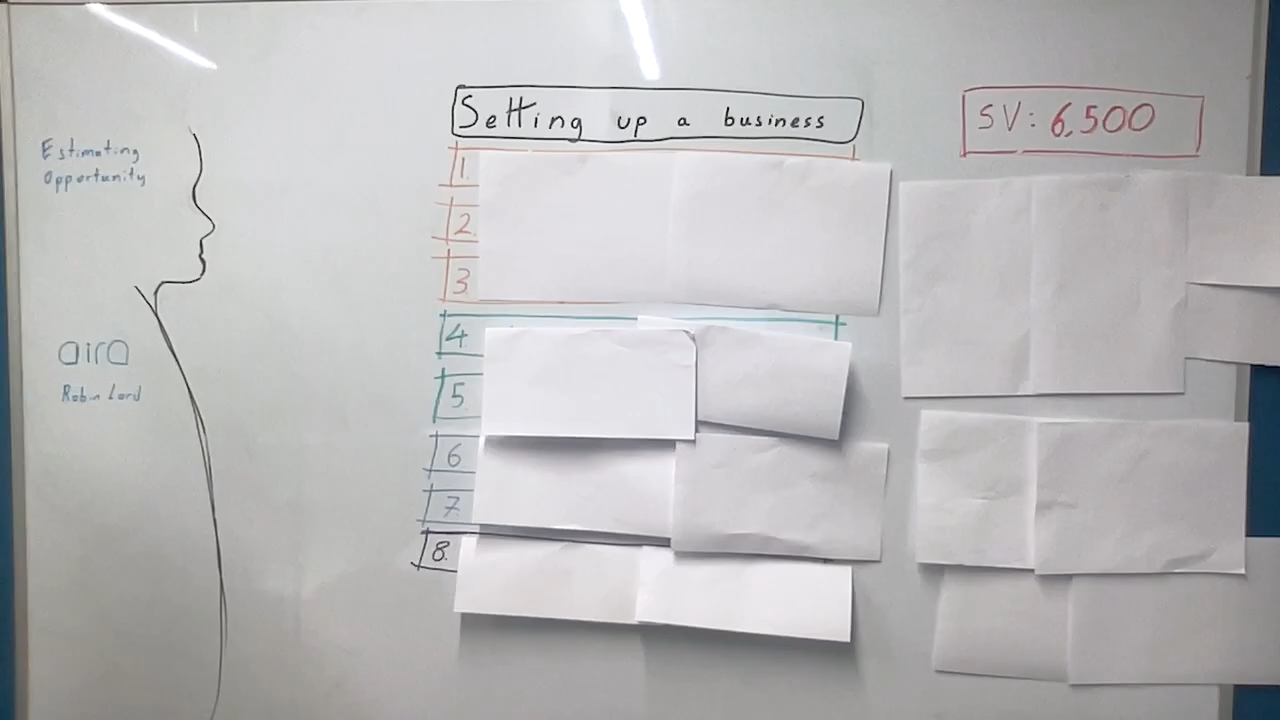 Setting up a business
SV: 6,500
Estimating
Opportunity
aira
Robin Lord
1.
2.
3.
4.
5.
6
7.
8.